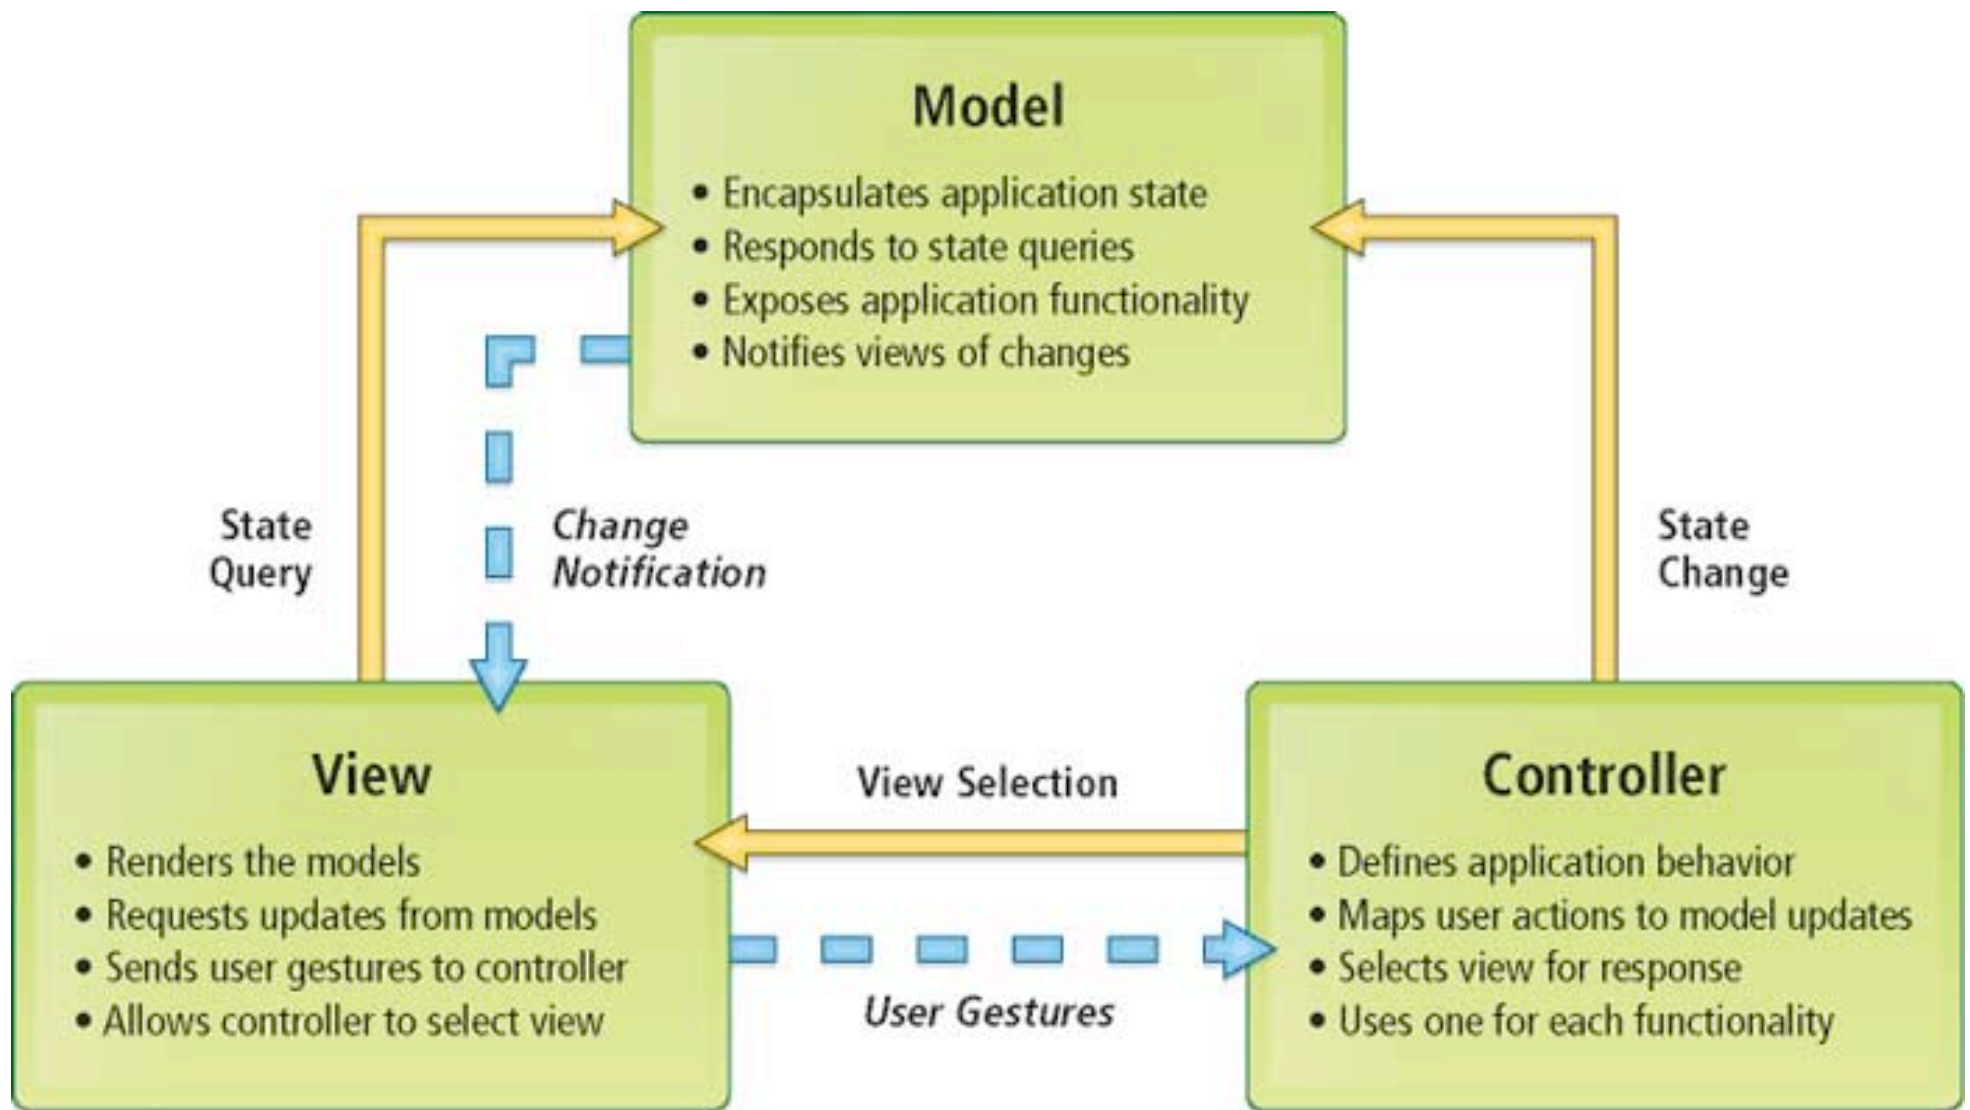 Model
• Encapsulates application state
• Responds to state queries
• Exposes application functionality
• Notifies views of changes
State
Query
Change
Notification
State
Change
View
• Renders the models
• Requests updates from models
• Sends user gestures to controller
• Allows controller to select view
View Selection
User Gestures
Controller
• Defines application behavior
• Maps user actions to model updates
• Selects view for response
• Uses one for each functionality